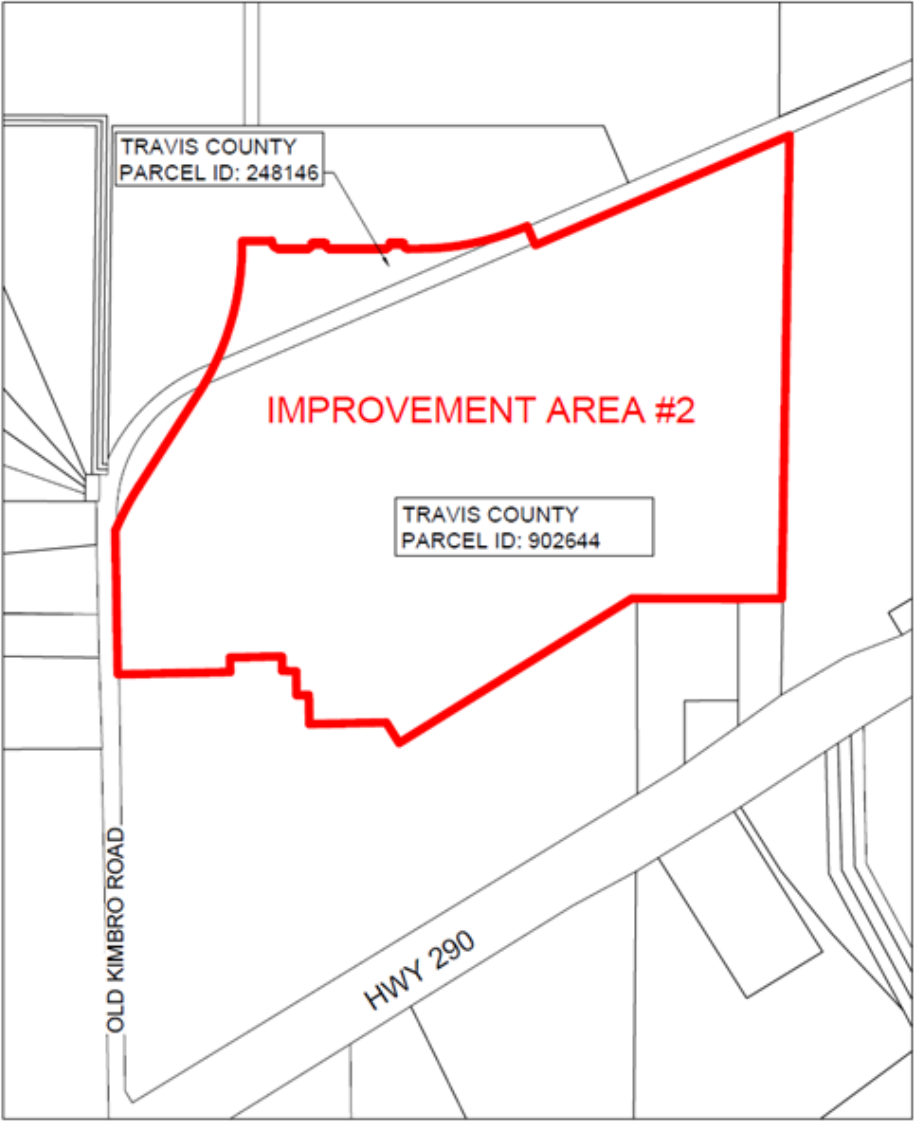 TRAVIS COUNTY
PARCEL ID: 248146
IMPROVEMENT AREA #2
TRAVIS COUNTY
PARCEL ID: 902644
OLD KIMBRO ROAD
HWY 290